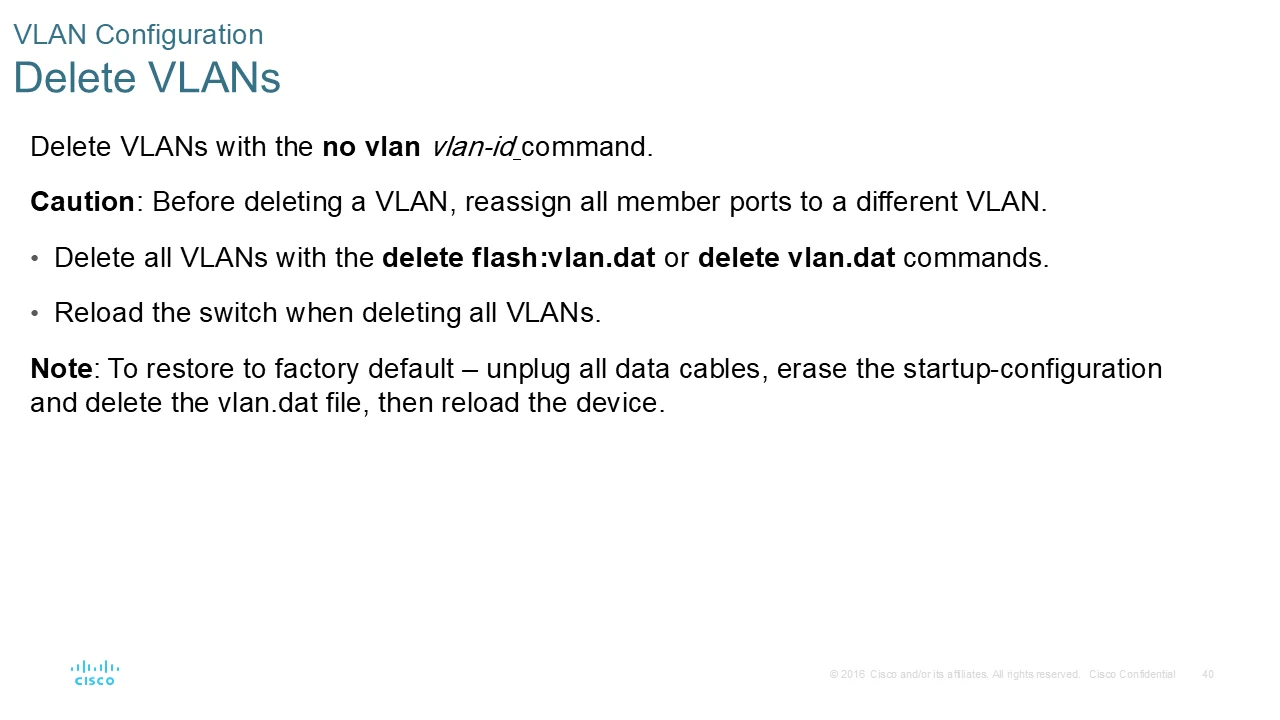 VLAN Configuration
Delete VLANs
Delete VLANs with the no vlan vlan-id command.
Caution: Before deleting a VLAN, reassign all member ports to a different VLAN.
• Delete all VLANs with the delete flash:vlan.dat or delete vlan.dat commands.
• Reload the switch when deleting all VLANs.
Note: To restore to factory default – unplug all data cables, erase the startup-configuration
and delete the vlan.dat file, then reload the device.
CISCO
© 2016 Cisco and/or its affiliates. All rights reserved. Cisco Confidential 40